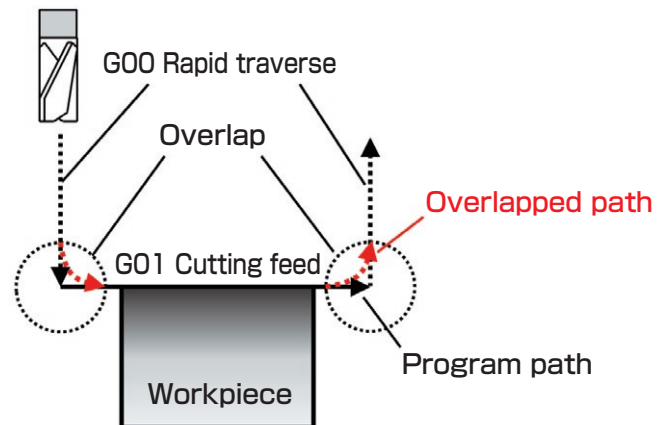 G00 Rapid traverse
Overlap
Overlapped path
G01 Cutting feed
Program path
Workpiece